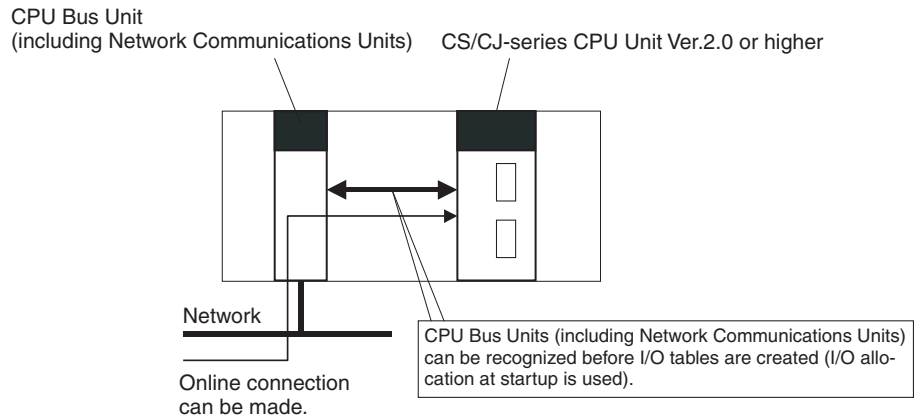 CPU Bus Unit
(including Network Communications Units)
CS/CJ-series CPU Unit Ver.2.0 or higher
Network
CPU Bus Units (including Network Communications Units)
can be recognized before I/O tables are created (I/O allo-
cation at startup is used).
Online connection
can be made.